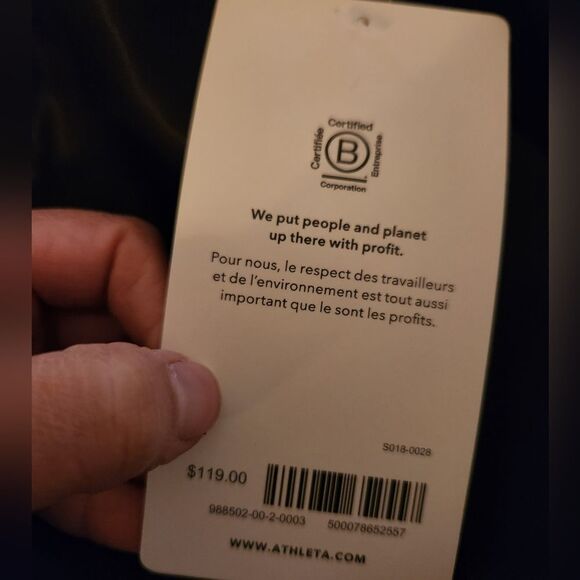 Certified
Certifiée
B
Entreprise
Corporation
We put people and planet
up there with profit.
Pour nous, le respect des travailleurs
et de l'environnement est tout aussi
important que le sont les profits.
S018-0028
$119.00
988502-00-2-0003 500078652557
WWW.ATHLETA.COM